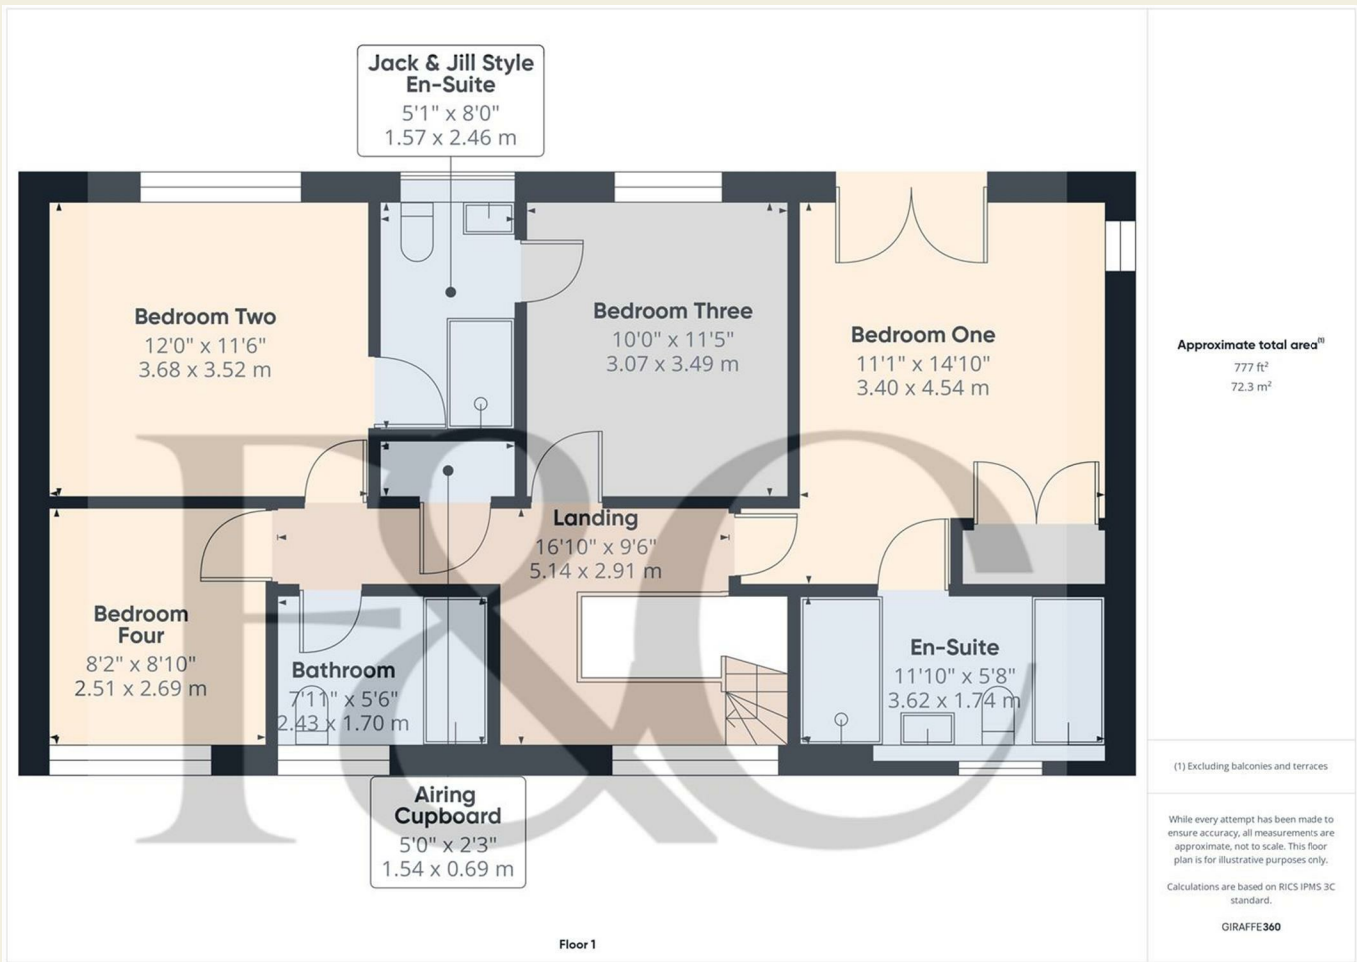 Jack & Jill Style
En-Suite
5'1" x 8'0"
1.57 x 2.46 m
Bedroom Two
12'0" x 11'6"
3.68 x 3.52 m
Bedroom Three
10'0" x 11'5"
3.07 x 3.49 m
Bedroom One
11'1" x 14'10"
3.40 x 4.54 m
Landing
16'10" x 9'6"
5.14 x 2.91 m
Bedroom
Four
8'2" x 8'10"
2.51 x 2.69 m
Bathroom
7'11" x 5'6"
2.43 x 1.70 m
En-Suite
11'10" x 5'8"
3.62 x 1.74 m
Airing
Cupboard
5'0" x 2'3"
1.54 x 0.69 m
F&C
Floor 1
Approximate total area(1)
777 ft²
72.3 m²
(1) Excluding balconies and terraces
While every attempt has been made to
ensure accuracy, all measurements are
approximate, not to scale. This floor
plan is for illustrative purposes only.
Calculations are based on RICS IPMS 3C
standard.
GIRAFFE360